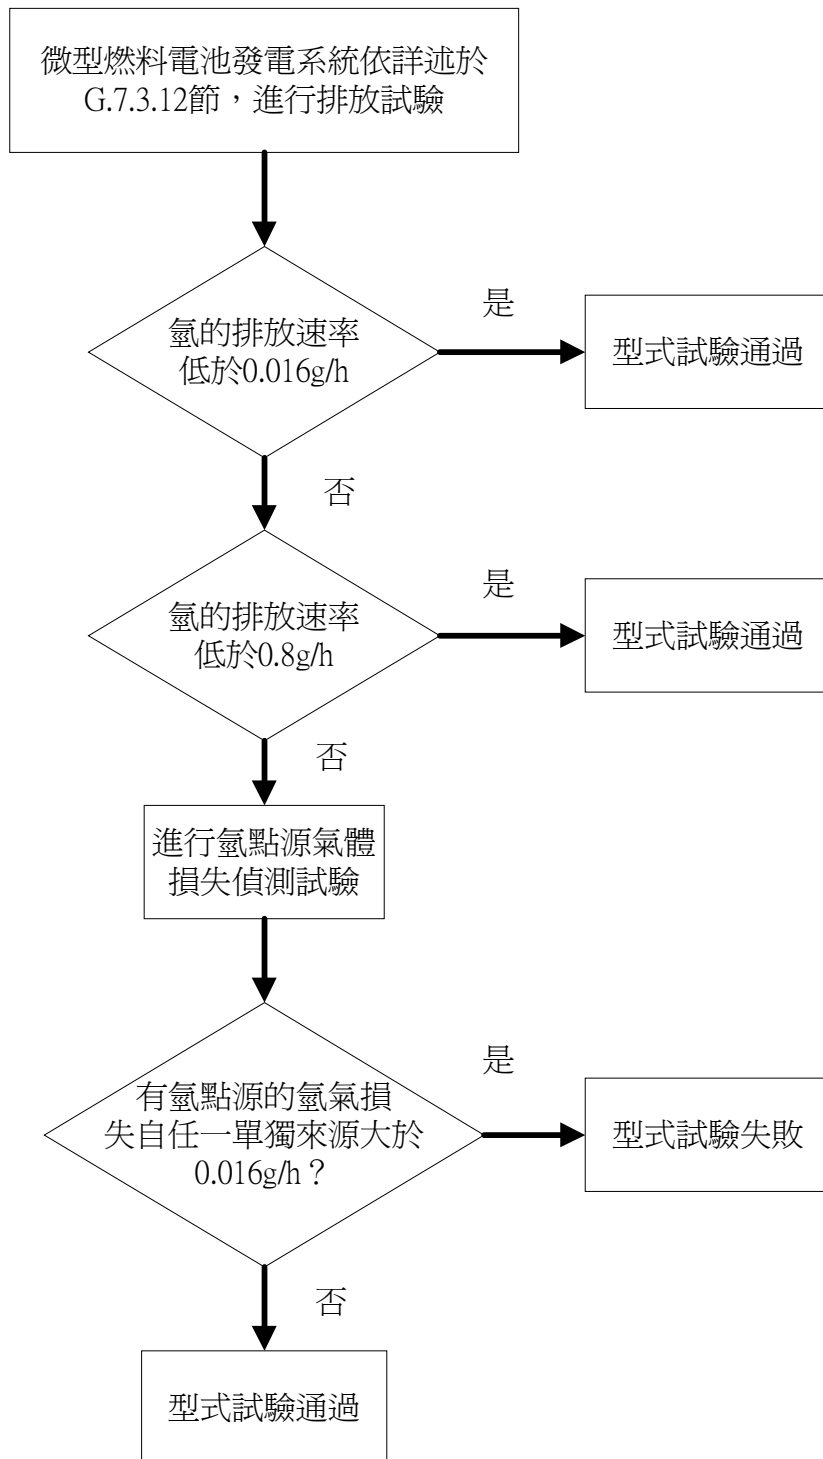 微型燃料電池發電系統依詳述於
G.7.3.12節，進行排放試驗
氫的排放速率
低於0.016g/h
是
型式試驗通過
否
氫的排放速率
低於0.8g/h
是
型式試驗通過
否
進行氫點源氣體
損失偵測試驗
有氫點源的氫氣損
失自任一單獨來源大於
0.016g/h？
是
型式試驗失敗
否
型式試驗通過